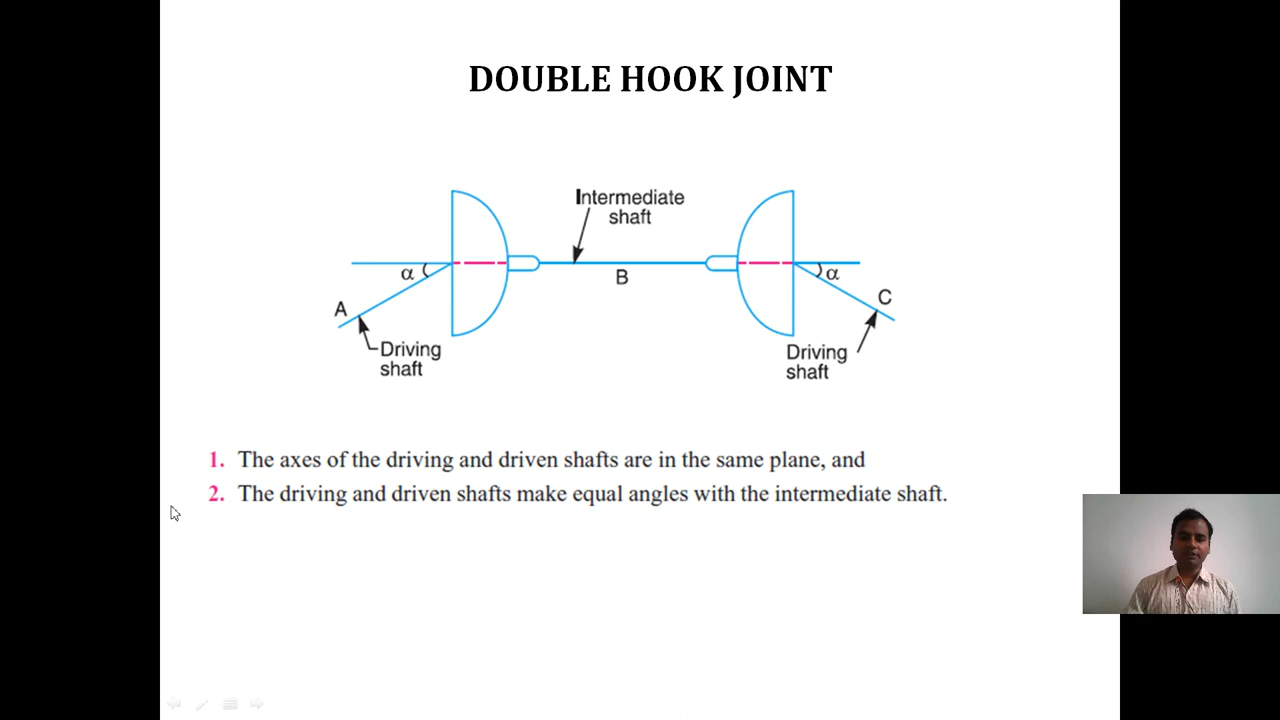 DOUBLE HOOK JOINT
Intermediate
shaft
α
B
α
A
C
Driving
shaft
Driving
shaft
1. The axes of the driving and driven shafts are in the same plane, and
2. The driving and driven shafts make equal angles with the intermediate shaft.